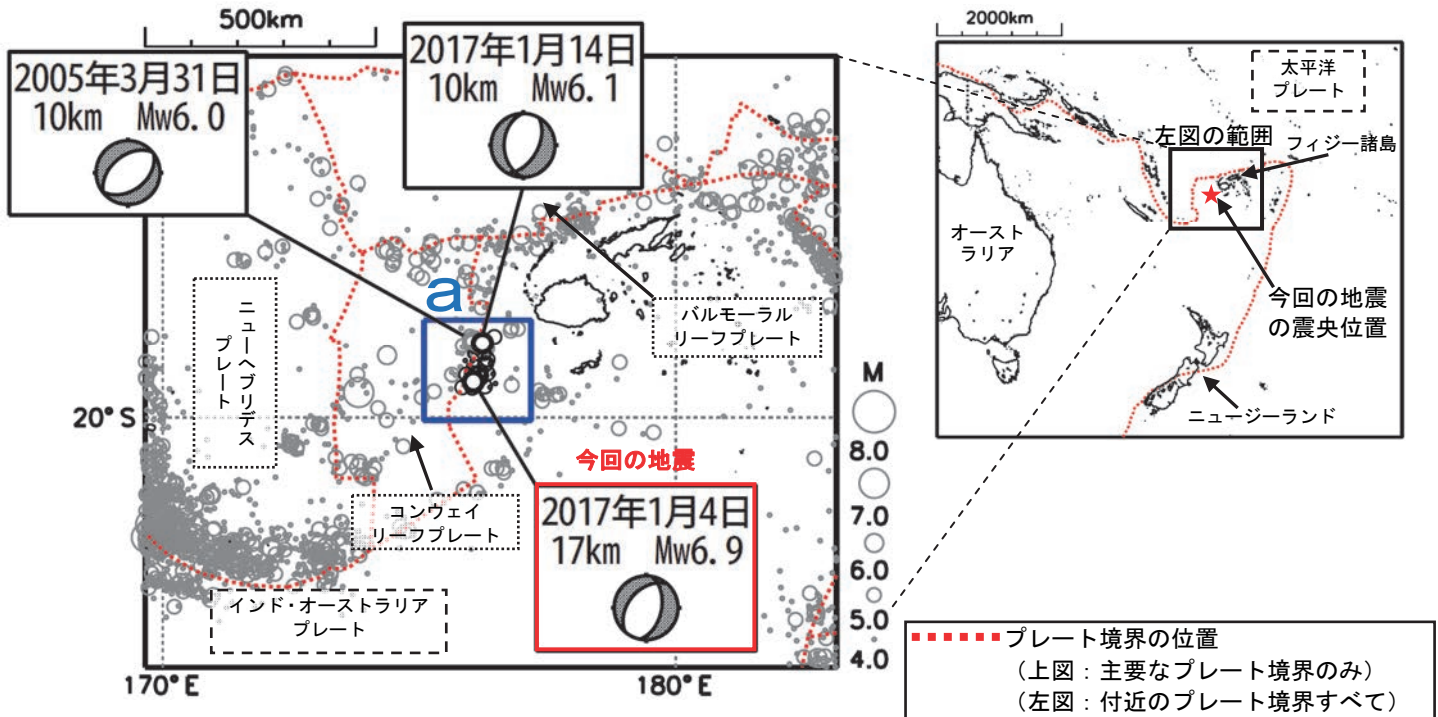 500km
2005年3月31日
10km Mw6.0
2017年1月14日
10km Mw6.1
a
ニューヘブリデス
プレート
バルモーラル
リーフプレート
20°S
コンウェイ
リーフプレート
インド・オーストラリア
プレート
今回の地震
2017年1月4日
17km Mw6.9
170°E
180°E
M
8.0
7.0
6.0
5.0
4.0
2000km
太平洋
プレート
左図の範囲
フィジー諸島
オースト
ラリア
今回の地震
の震央位置
ニュージーランド
プレート境界の位置
（上図：主要なプレート境界のみ）
（左図：付近のプレート境界すべて）